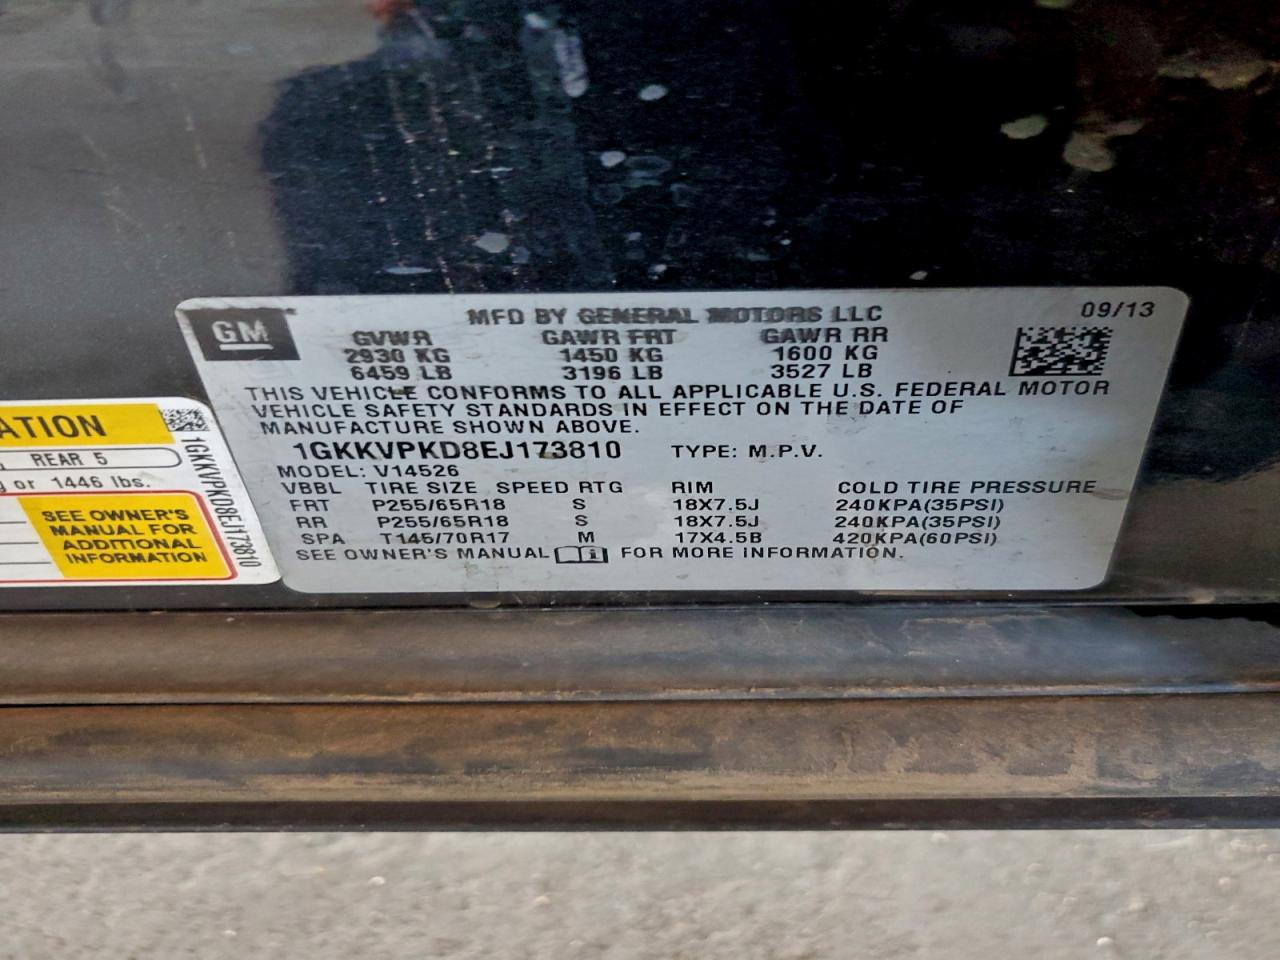 GM
MFD BY GENERAL MOTORS LLC
09/13
GVWR GAWR FRT GAWR RR
2930 KG 1450 KG 1600 KG
6459 LB 3196 LB 3527 LB
THIS VEHICLE CONFORMS TO ALL APPLICABLE U.S. FEDERAL MOTOR
VEHICLE SAFETY STANDARDS IN EFFECT ON THE DATE OF
MANUFACTURE SHOWN ABOVE.
1GKKVPKD8EJ173810 TYPE: M.P.V.
MODEL: V14526
VBBL TIRE SIZE SPEED RTG RIM COLD TIRE PRESSURE
FRT P255/65R18 S 18X7.5J 240KPA(35PSI)
RR P255/65R18 S 18X7.5J 240KPA(35PSI)
SPA T145/70R17 M 17X4.5B 420KPA(60PSI)
SEE OWNER'S MANUAL i FOR MORE INFORMATION.
ATION
REAR 5
g or 1446 lbs.
SEE OWNER'S
MANUAL FOR
ADDITIONAL
INFORMATION
1GKKVPKD8EJ173810